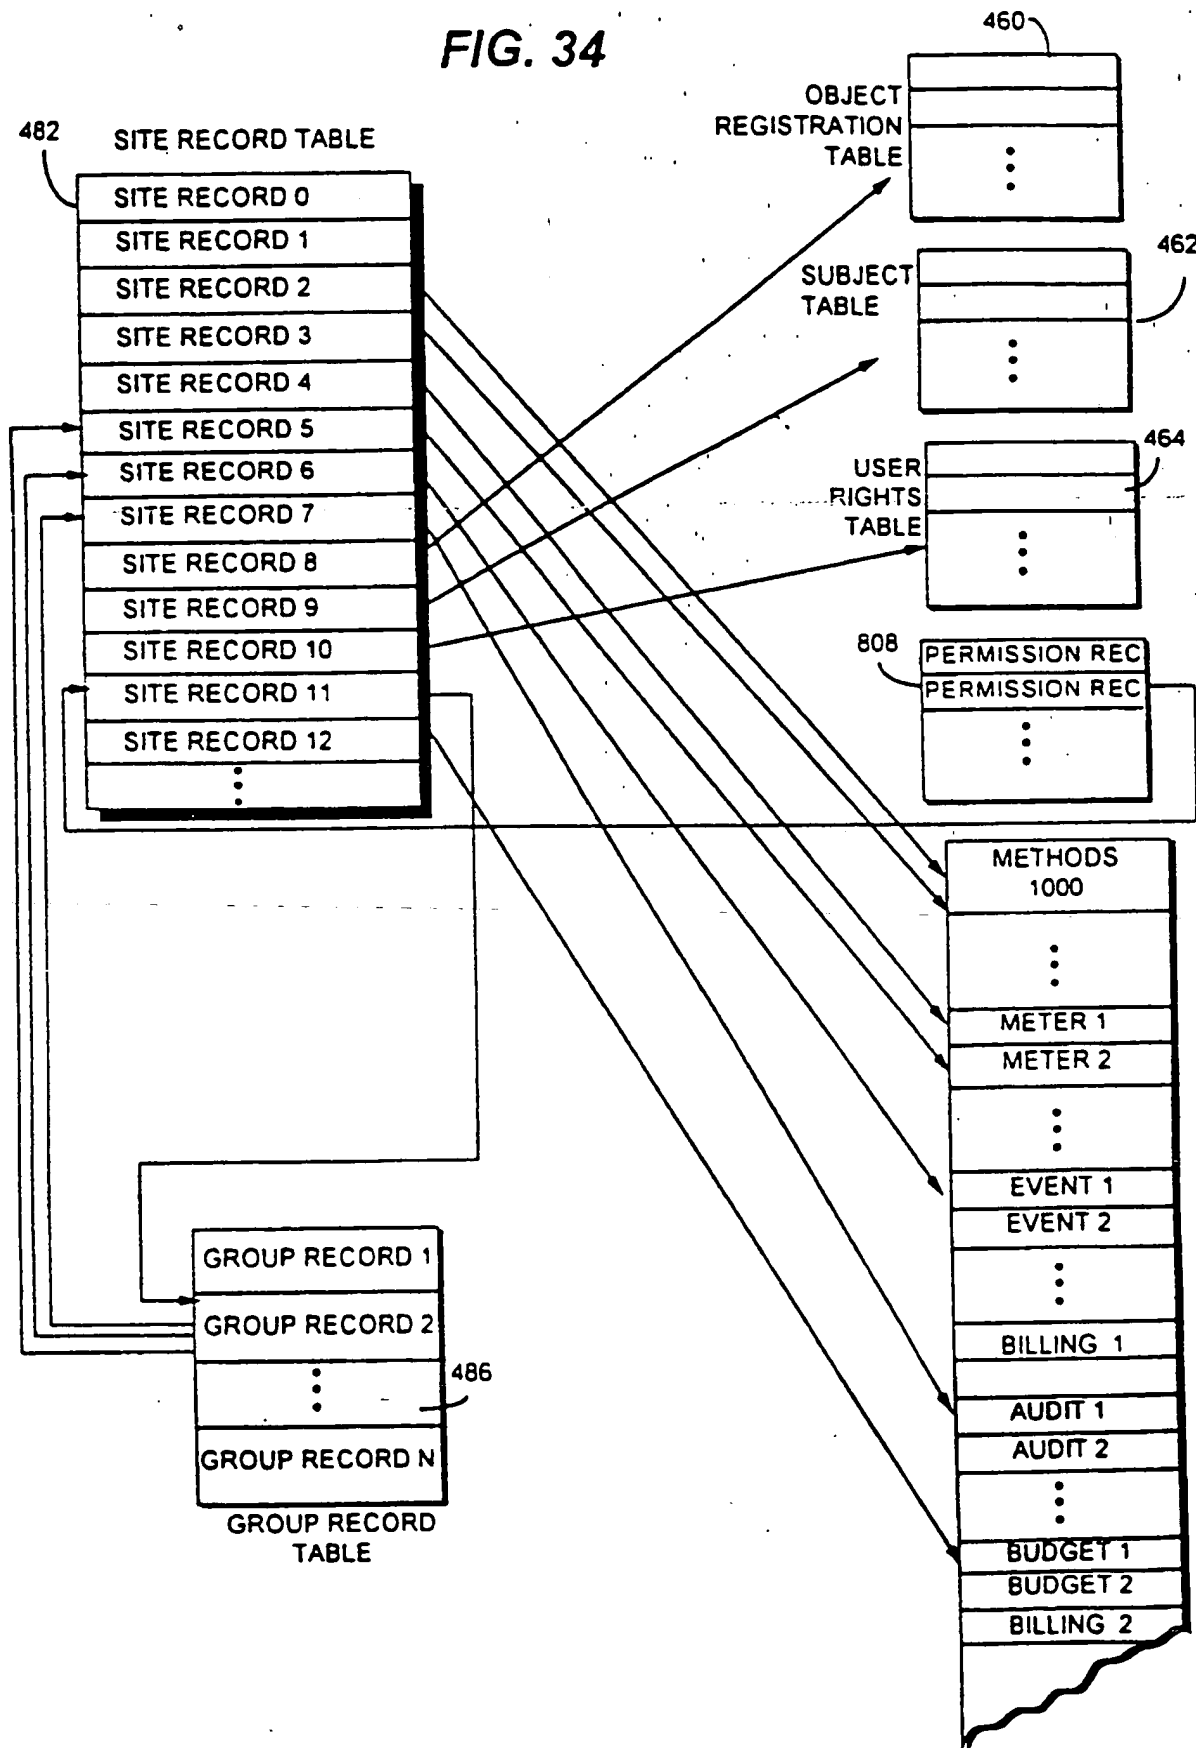 FIG. 34
482
SITE RECORD TABLE
SITE RECORD 0
SITE RECORD 1
SITE RECORD 2
SITE RECORD 3
SITE RECORD 4
SITE RECORD 5
SITE RECORD 6
SITE RECORD 7
SITE RECORD 8
SITE RECORD 9
SITE RECORD 10
SITE RECORD 11
SITE RECORD 12
460
OBJECT
REGISTRATION
TABLE
462
SUBJECT
TABLE
464
USER
RIGHTS
TABLE
808
PERMISSION REC
PERMISSION REC
METHODS
1000
METER 1
METER 2
EVENT 1
EVENT 2
BILLING 1
AUDIT 1
AUDIT 2
BUDGET 1
BUDGET 2
BILLING 2
GROUP RECORD 1
GROUP RECORD 2
486
GROUP RECORD N
GROUP RECORD
TABLE